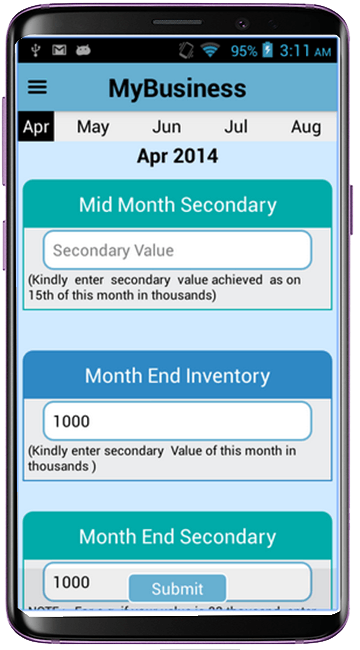 95% 3:11 AM
MyBusiness
Apr May Jun Jul Aug
Apr 2014
Mid Month Secondary
Secondary Value
(Kindly enter secondary value achieved as on
15th of this month in thousands)
Month End Inventory
1000
(Kindly enter secondary Value of this month in
thousands )
Month End Secondary
1000
Submit